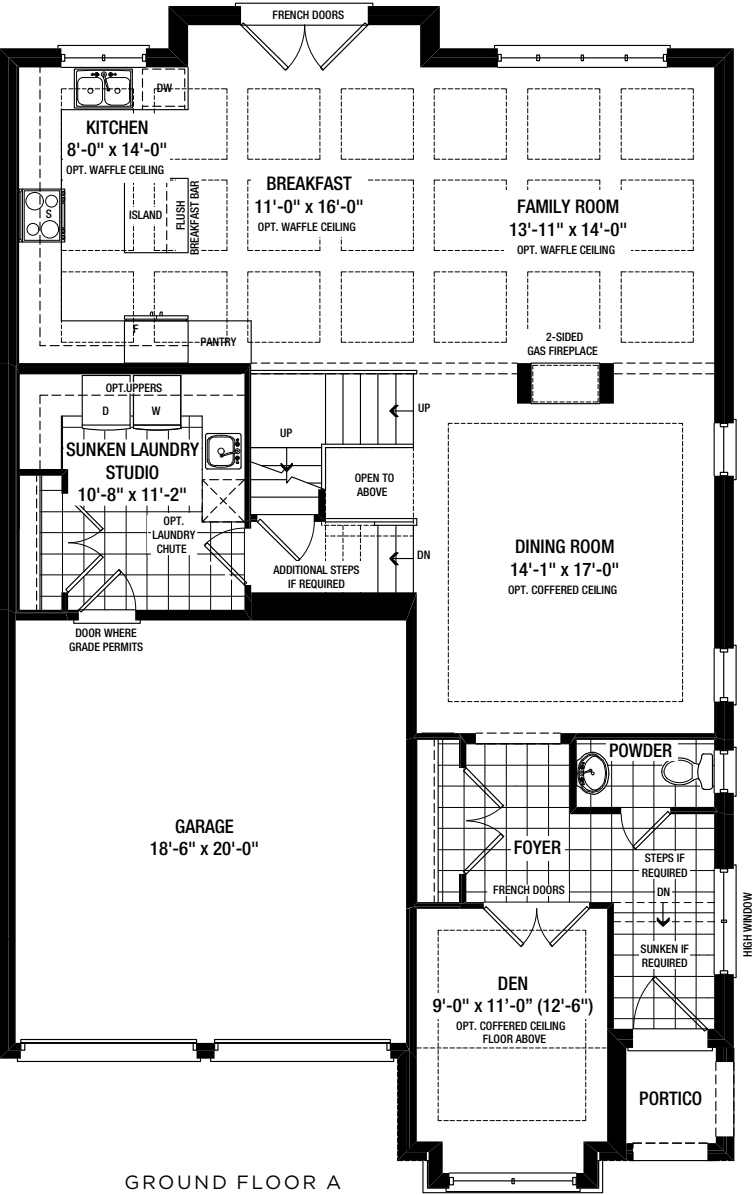 FRENCH DOORS
DW
KITCHEN
8'-0" x 14'-0"
OPT. WAFFLE CEILING
BREAKFAST
11'-0" x 16'-0"
OPT. WAFFLE CEILING
FAMILY ROOM
13'-11" x 14'-0"
OPT. WAFFLE CEILING
S
ISLAND
FLUSH
BREAKFAST BAR
F
PANTRY
2-SIDED
GAS FIREPLACE
OPT.UPPERS
D
W
UP
UP
SUNKEN LAUNDRY
STUDIO
10'-8" x 11'-2"
OPT.
LAUNDRY
CHUTE
OPEN TO
ABOVE
DN
ADDITIONAL STEPS
IF REQUIRED
DINING ROOM
14'-1" x 17'-0"
OPT. COFFERED CEILING
DOOR WHERE
GRADE PERMITS
POWDER
GARAGE
18'-6" x 20'-0"
FOYER
STEPS IF
REQUIRED
DN
FRENCH DOORS
HIGH WINDOW
SUNKEN IF
REQUIRED
DEN
9'-0" x 11'-0” (12'-6")
OPT. COFFERED CEILING
FLOOR ABOVE
PORTICO
GROUND FLOOR A